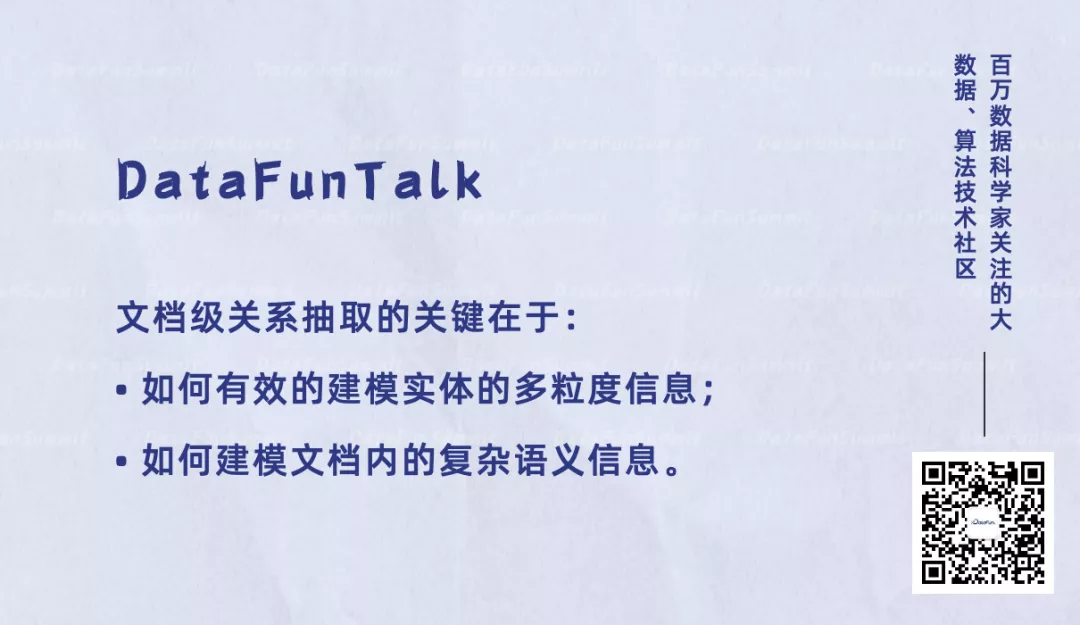 DataFunTalk
文档级关系抽取的关键在于：
• 如何有效的建模实体的多粒度信息；
• 如何建模文档内的复杂语义信息。
百万数据科学家关注的大
数据、算法技术社区
DataFun.